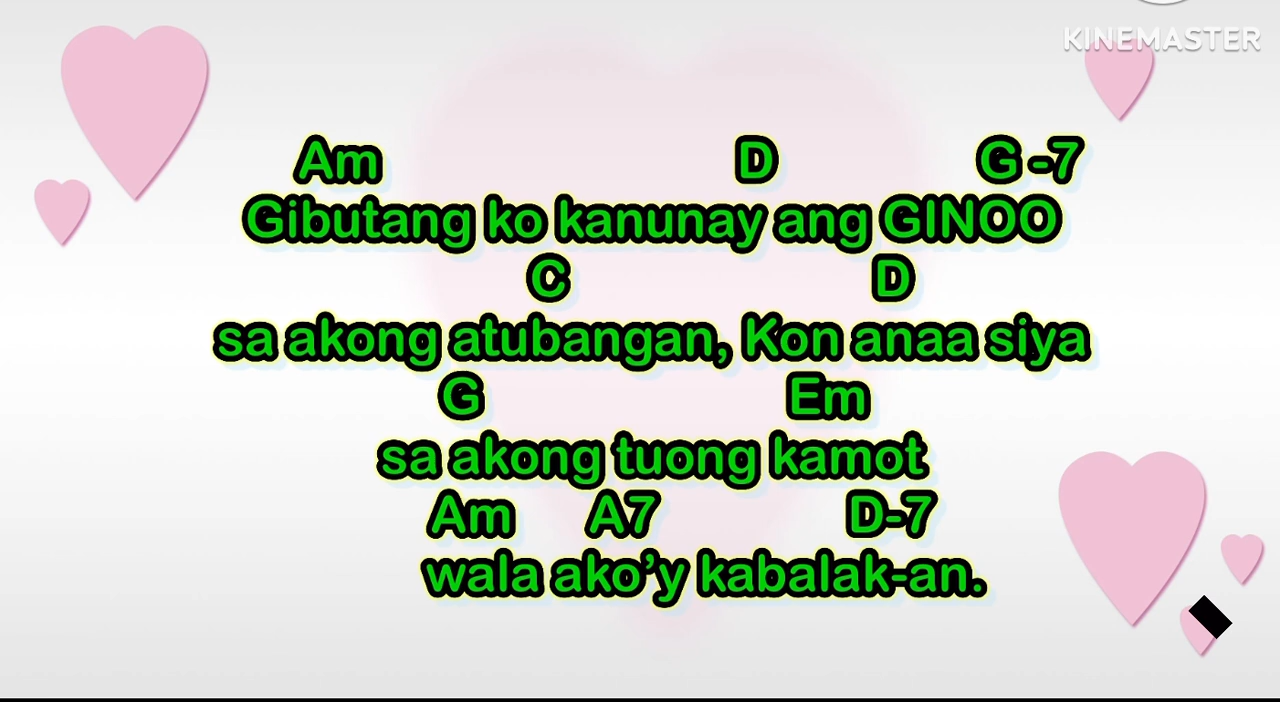 KINEMASTER
Am D G -7
Gibutang ko kanunay ang GINOO
C D
sa akong atubangan, Kon anaa siya
G Em
sa akong tuong kamot
Am A7 D-7
wala ako’y kabalak-an.